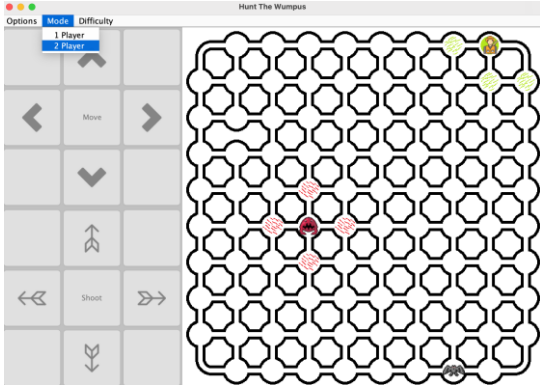 Hunt The Wumpus
Options Mode Difficulty
1 Player
2 Player
Move
Shoot